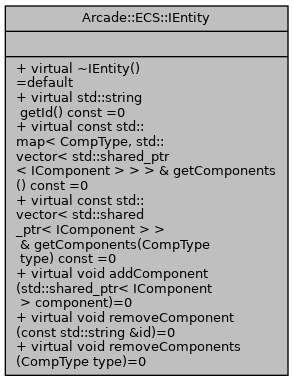 Arcade::ECS::IEntity
+ virtual ~IEntity()
=default
+ virtual std::string
getId() const =0
+ virtual const std::
map< CompType, std::
vector< std::shared_ptr
< IComponent > > > & getComponents
() const =0
+ virtual const std::
vector< std::shared
_ptr< IComponent > >
& getComponents(CompType
type) const =0
+ virtual void addComponent
(std::shared_ptr< IComponent
> component)=0
+ virtual void removeComponent
(const std::string &id)=0
+ virtual void removeComponents
(CompType type)=0